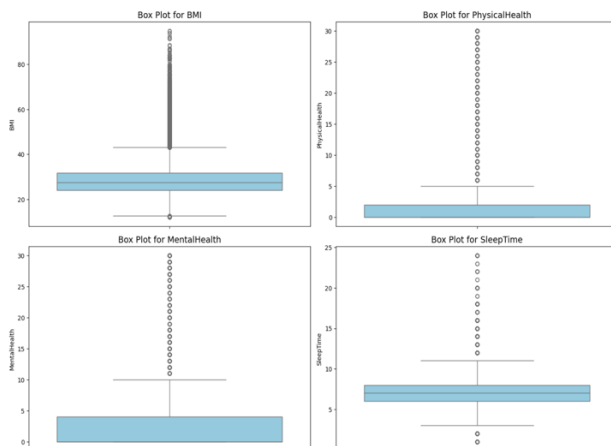 Box Plot for BMI
BMI
80
60
40
20
Box Plot for PhysicalHealth
PhysicalHealth
30
25
20
15
10
5
0
Box Plot for MentalHealth
MentalHealth
30
25
20
15
10
5
0
Box Plot for SleepTime
SleepTime
25
20
15
10
5